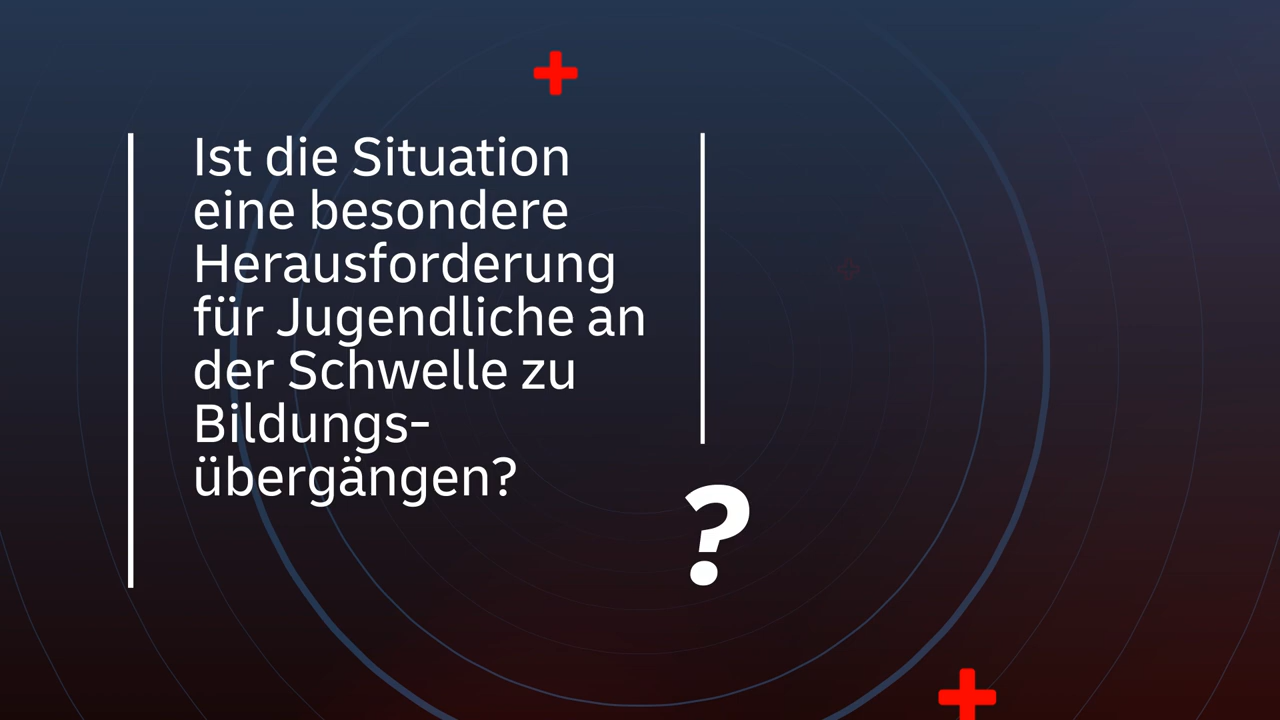 Ist die Situation
eine besondere
Herausforderung
für Jugendliche an
der Schwelle zu
Bildungs-
übergängen?
?